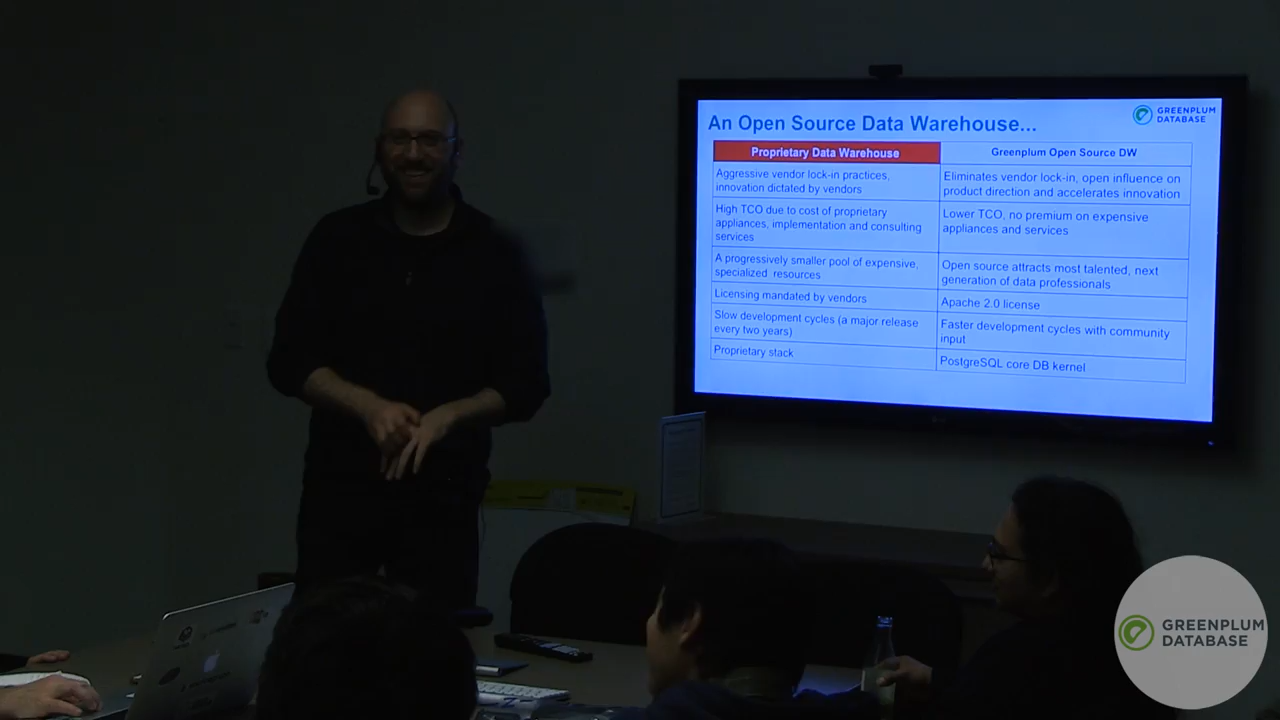 An Open Source Data Warehouse...
GREENPLUM
DATABASE
Proprietary Data Warehouse
Greenplum Open Source DW
Aggressive vendor lock-in practices,
innovation dictated by vendors
Eliminates vendor lock-in, open influence on
product direction and accelerates innovation
High TCO due to cost of proprietary
appliances, implementation and consulting
services
Lower TCO, no premium on expensive
appliances and services
A progressively smaller pool of expensive,
specialized resources
Open source attracts most talented, next
generation of data professionals
Licensing mandated by vendors
Apache 2.0 license
Slow development cycles (a major release
every two years)
Faster development cycles with community
input
Proprietary stack
PostgreSQL core DB kernel
GREENPLUM
DATABASE